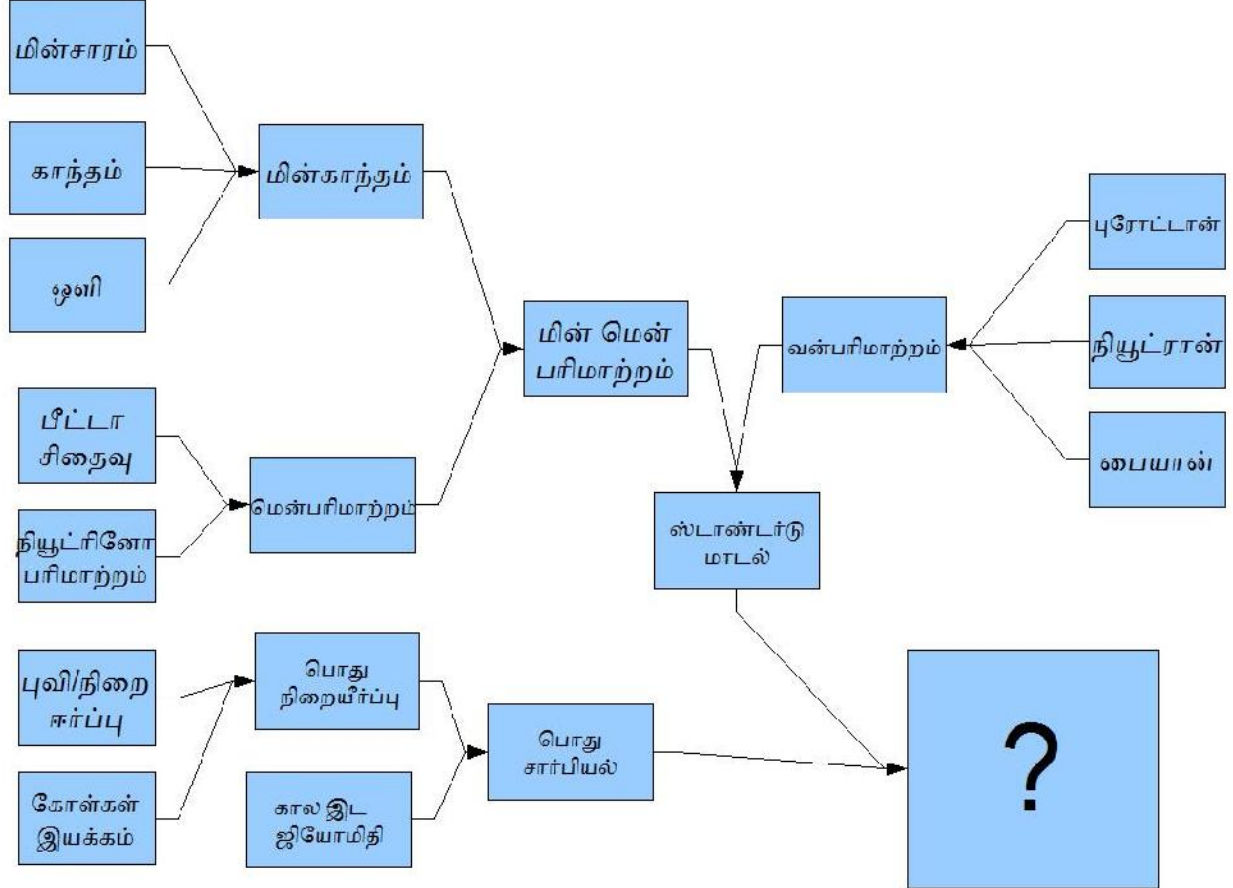 மின்சாரம்
காந்தம்
ஒளி
மின்காந்தம்
பீட்டா
சிதைவு
நியூட்ரினோ
பரிமாற்றம்
மென்பரிமாற்றம்
மின் மென்
பரிமாற்றம்
வன்பரிமாற்றம்
புரோட்டான்
நியூட்ரான்
பையான்
ஸ்டாண்டர்டு
மாடல்
புவி/நிறை
ஈர்ப்பு
கோள்கள்
இயக்கம்
பொது
நிறையீர்ப்பு
கால இட
ஜியோமிதி
பொது
சார்பியல்
?